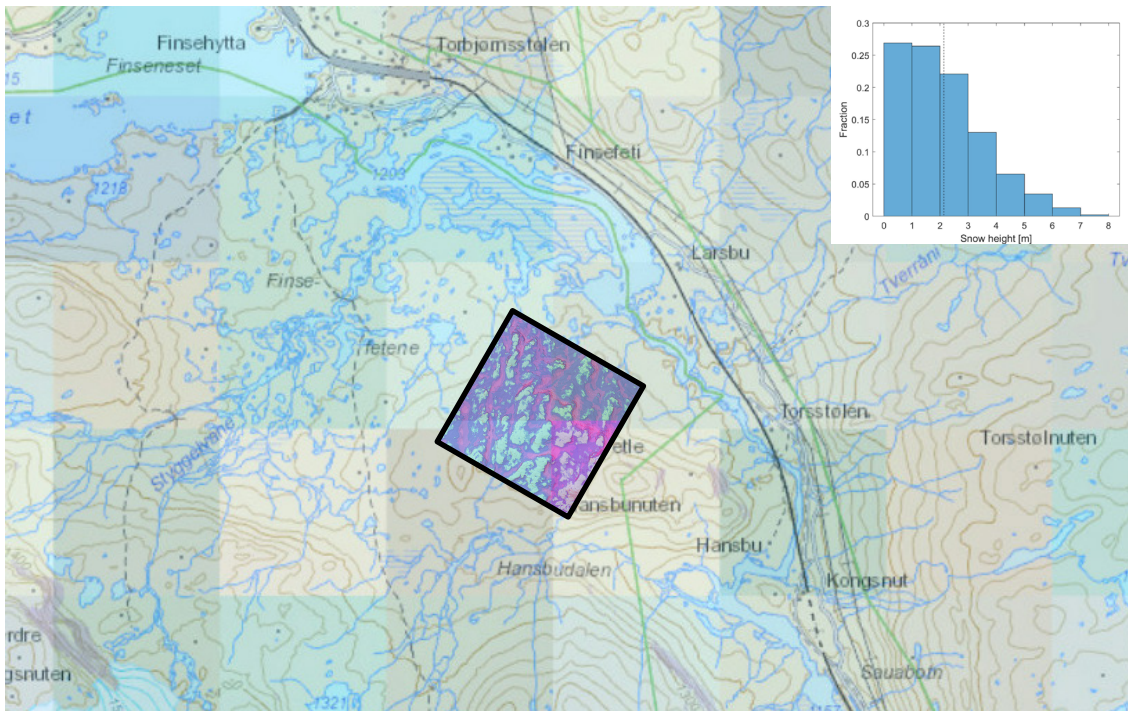 Finsehytta
Finseneset
Torbjørnsstølen
1203
Finsefeti
1218
Larsbu
Tverråni
Finse-
Torsstølen
Torsstølnuten
Styggelvane
Hansbu
Hansbudalen
Kongsnut
Sauabotn
1321
0.3
0.25
0.2
0.15
0.1
0.05
0
Fraction
0 1 2 3 4 5 6 7 8
Snow height [m]